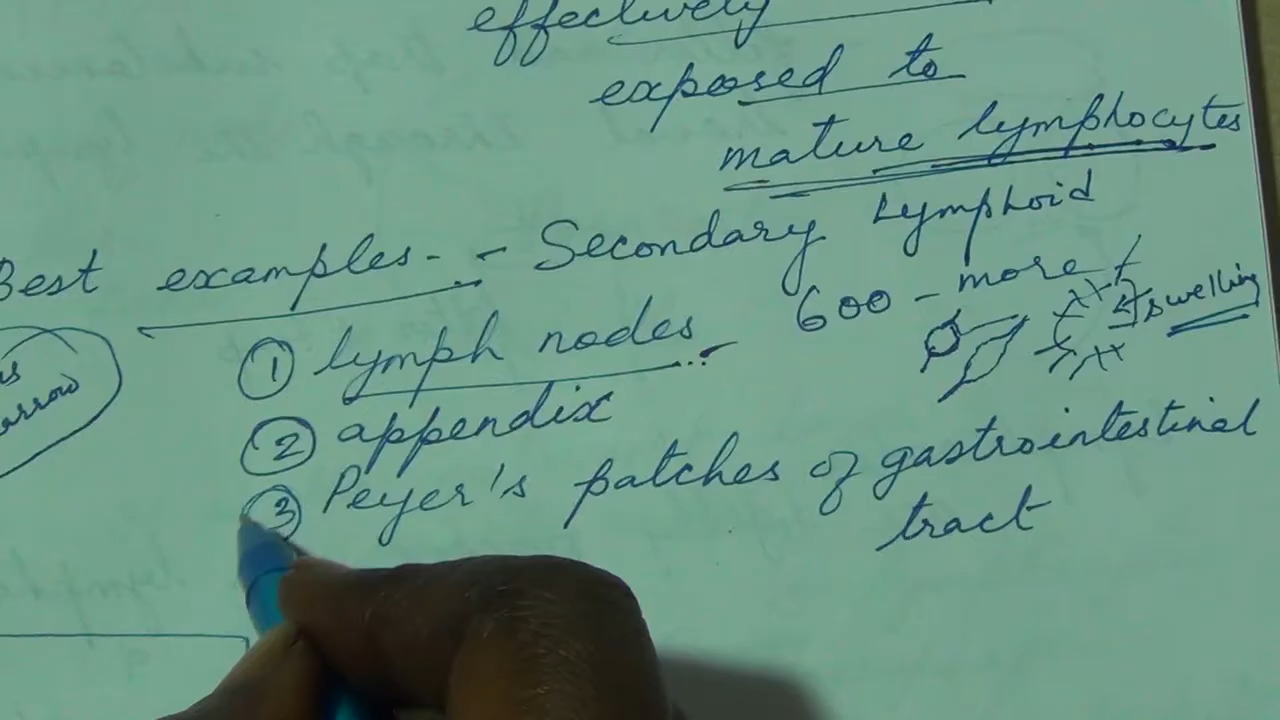 effectively
exposed to
mature lymphocytes
Best examples - Secondary Lymphoid
① lymph nodes - 600 - more
swelling
② appendix
③ Peyer's patches of gastrointestinal
tract